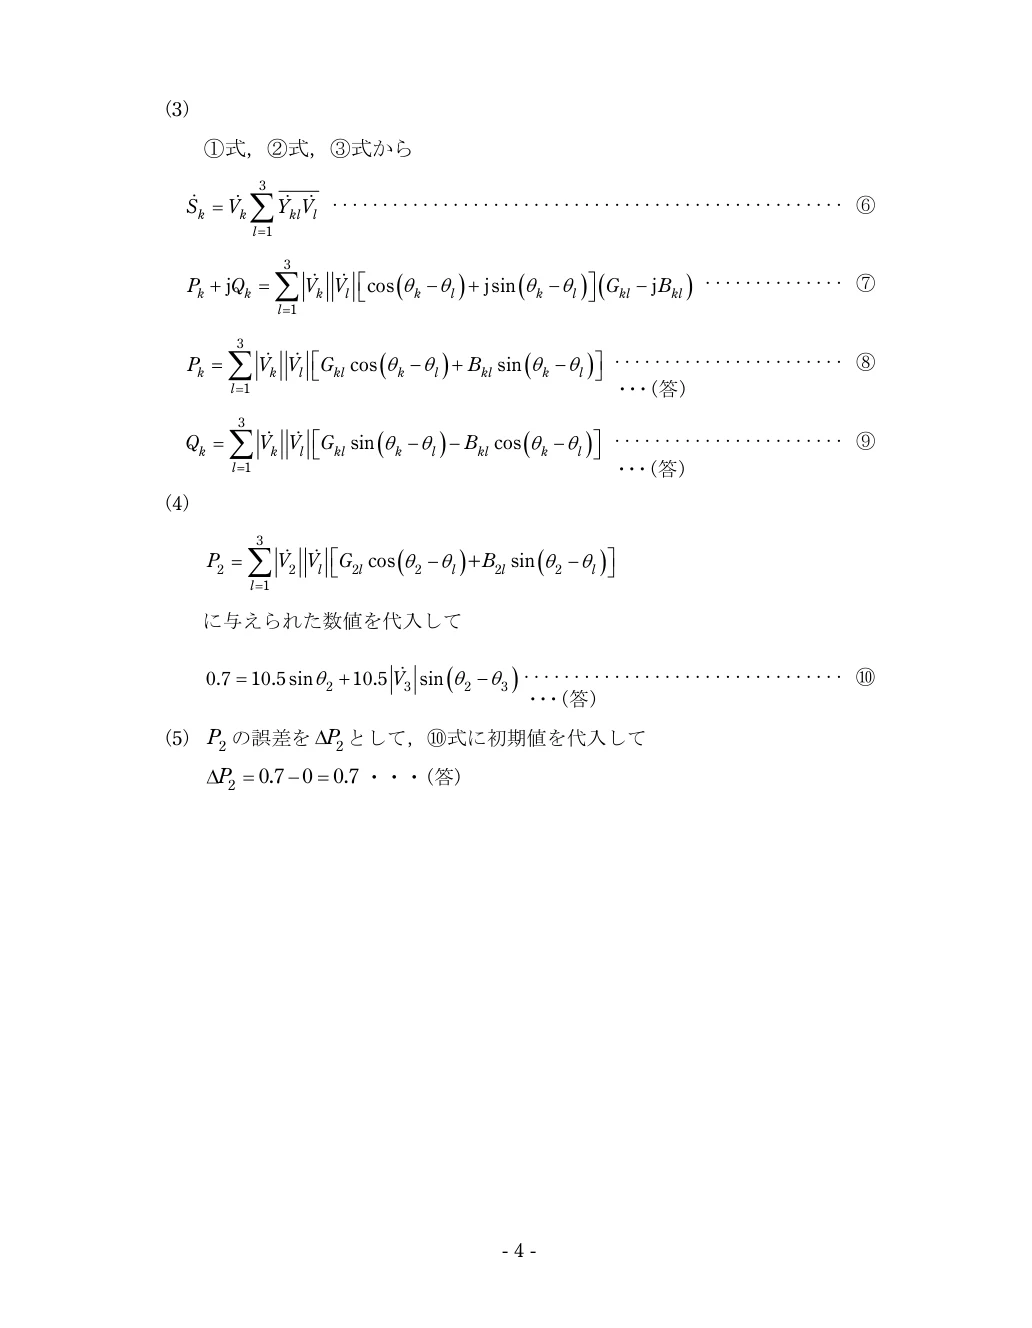 (3)
①式，②式，③式から
Ṡ_k = V̇_k ∑_{l=1}^{3} \overline{Ẏ_{kl}V̇_l} ·················································· ⑥
P_k + jQ_k = ∑_{l=1}^{3} |V̇_k||V̇_l|[cos(θ_k − θ_l) + j sin(θ_k − θ_l)](G_{kl} − jB_{kl}) ·············· ⑦
P_k = ∑_{l=1}^{3} |V̇_k||V̇_l|[G_{kl} cos(θ_k − θ_l) + B_{kl} sin(θ_k − θ_l)] ······················· ⑧
･･･(答)
Q_k = ∑_{l=1}^{3} |V̇_k||V̇_l|[G_{kl} sin(θ_k − θ_l) − B_{kl} cos(θ_k − θ_l)] ······················· ⑨
･･･(答)
(4)
P_2 = ∑_{l=1}^{3} |V̇_2||V̇_l|[G_{2l} cos(θ_2 − θ_l) + B_{2l} sin(θ_2 − θ_l)]
に与えられた数値を代入して
0.7 = 10.5 sin θ_2 + 10.5|V̇_3| sin(θ_2 − θ_3) ································ ⑩
･･･(答)
(5) P_2 の誤差を ΔP_2 として，⑩式に初期値を代入して
ΔP_2 = 0.7 − 0 = 0.7 ・・・(答)
- 4 -